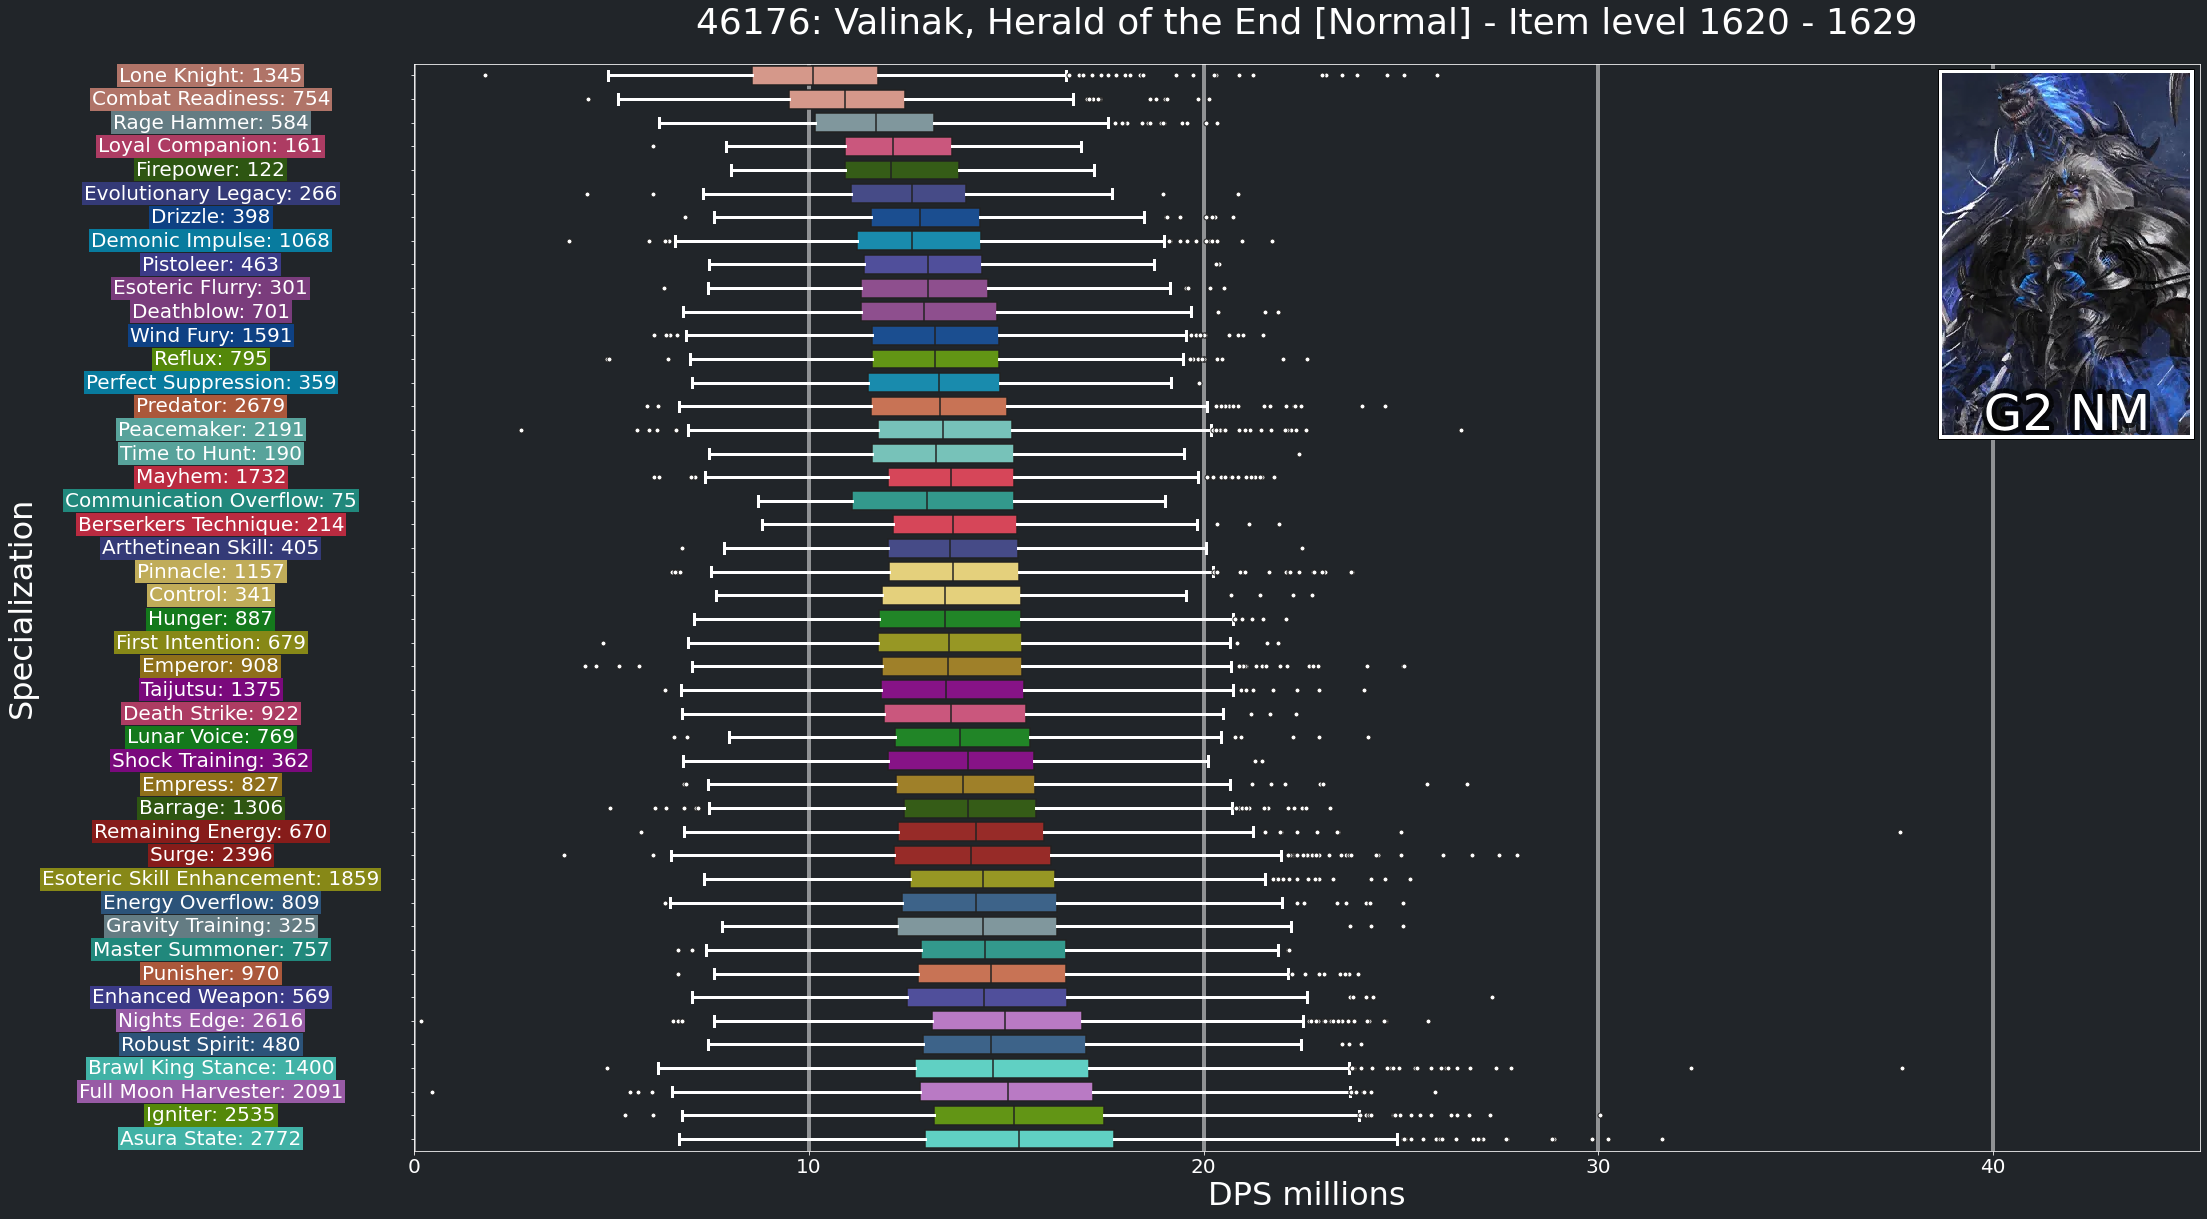 46176: Valinak, Herald of the End [Normal] - Item level 1620 - 1629
Specialization
Lone Knight: 1345
Combat Readiness: 754
Rage Hammer: 584
Loyal Companion: 161
Firepower: 122
Evolutionary Legacy: 266
Drizzle: 398
Demonic Impulse: 1068
Pistoleer: 463
Esoteric Flurry: 301
Deathblow: 701
Wind Fury: 1591
Reflux: 795
Perfect Suppression: 359
Predator: 2679
Peacemaker: 2191
Time to Hunt: 190
Mayhem: 1732
Communication Overflow: 75
Berserkers Technique: 214
Arthetinean Skill: 405
Pinnacle: 1157
Control: 341
Hunger: 887
First Intention: 679
Emperor: 908
Taijutsu: 1375
Death Strike: 922
Lunar Voice: 769
Shock Training: 362
Empress: 827
Barrage: 1306
Remaining Energy: 670
Surge: 2396
Esoteric Skill Enhancement: 1859
Energy Overflow: 809
Gravity Training: 325
Master Summoner: 757
Punisher: 970
Enhanced Weapon: 569
Nights Edge: 2616
Robust Spirit: 480
Brawl King Stance: 1400
Full Moon Harvester: 2091
Igniter: 2535
Asura State: 2772
G2 NM
0 10 20 30 40
DPS millions